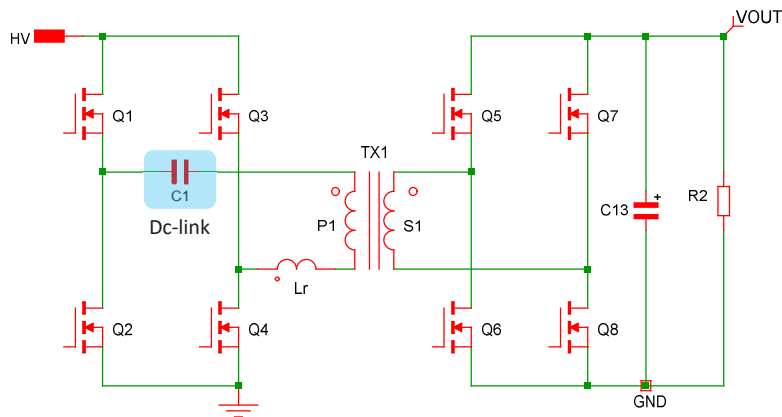 VOUT
HV
Q1
Q3
Q5
Q7
TX1
C1
P1
S1
C13
+
R2
Dc-link
Lr
Q2
Q4
Q6
Q8
GND